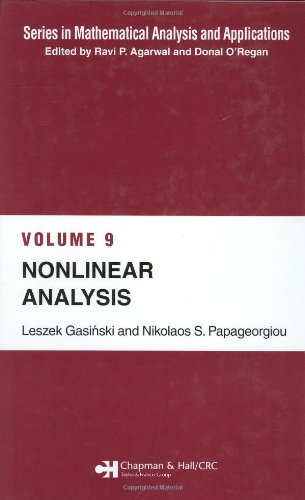 Series in Mathematical Analysis and Applications
Edited by Ravi P. Agarwal and Donal O'Regan
VOLUME 9
NONLINEAR
ANALYSIS
Leszek Gasiński and Nikolaos S. Papageorgiou
Chapman & Hall/CRC
Taylor & Francis Group